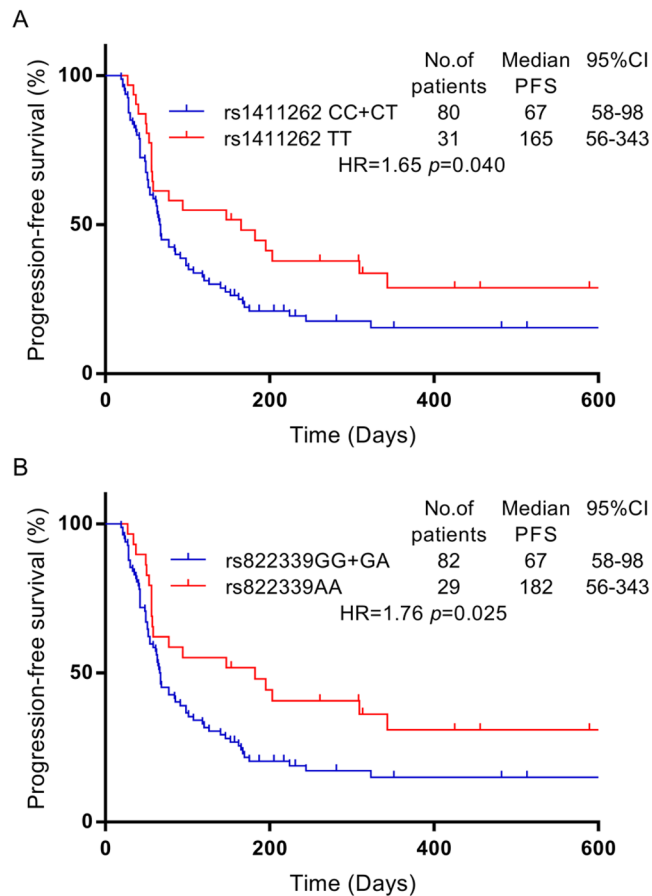 A
No.of Median 95%CI
patients PFS
rs1411262 CC+CT 80 67 58-98
rs1411262 TT 31 165 56-343
HR=1.65 p=0.040
Progression-free survival (%)
100
50
0
0 200 400 600
Time (Days)
B
No.of Median 95%CI
patients PFS
rs822339GG+GA 82 67 58-98
rs822339AA 29 182 56-343
HR=1.76 p=0.025
Progression-free survival (%)
100
50
0
0 200 400 600
Time (Days)